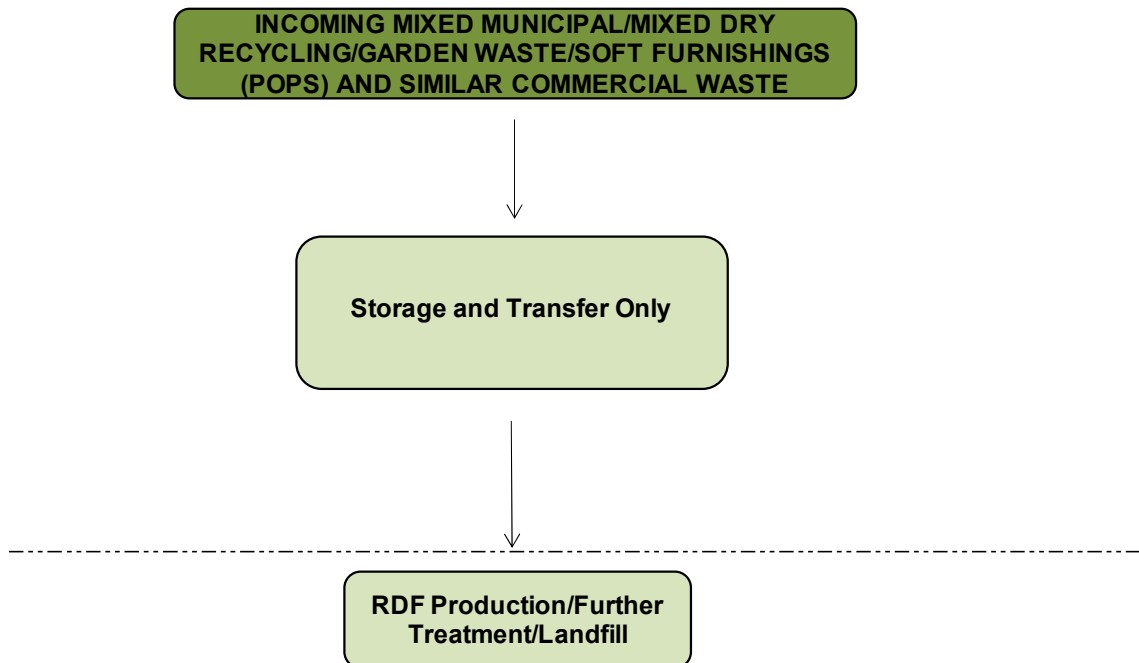 INCOMING MIXED MUNICIPAL/MIXED DRY
RECYCLING/GARDEN WASTE/SOFT FURNISHINGS
(POPS) AND SIMILAR COMMERCIAL WASTE
Storage and Transfer Only
RDF Production/Further
Treatment/Landfill